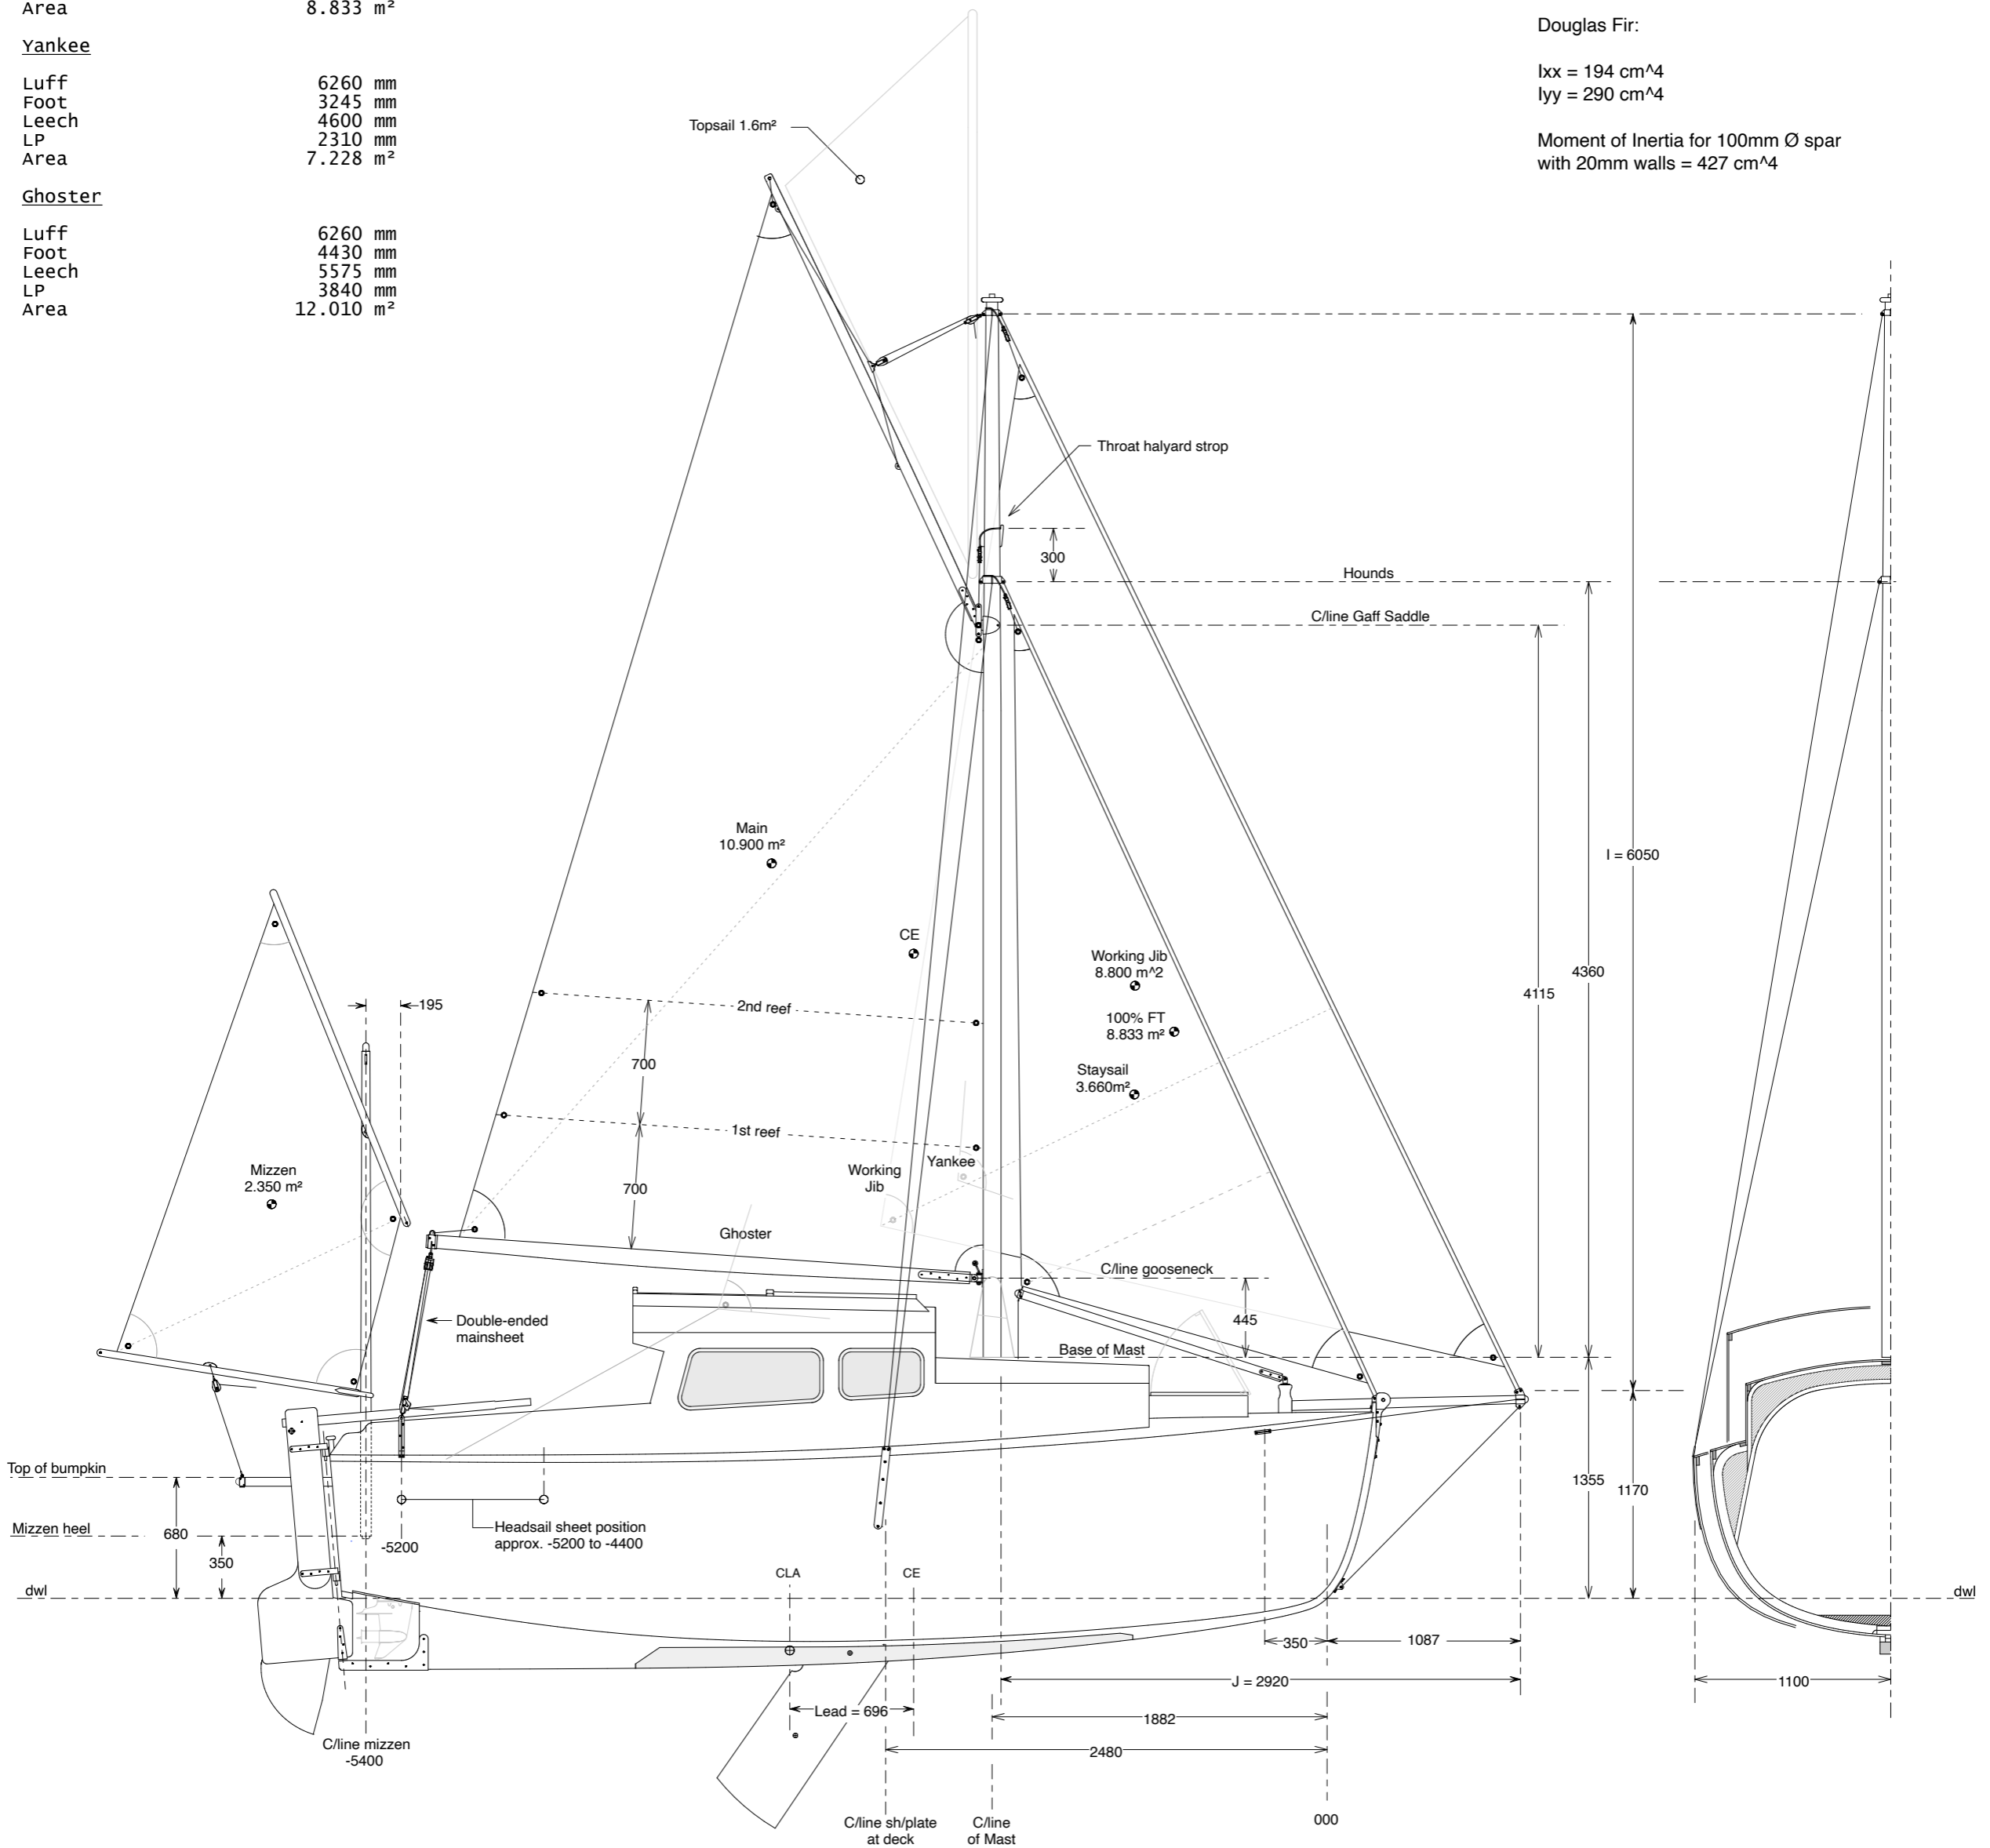 Area 8.833 m²
Yankee
Luff 6260 mm
Foot 3245 mm
Leech 4600 mm
LP 2310 mm
Area 7.228 m²
Ghoster
Luff 6260 mm
Foot 4430 mm
Leech 5575 mm
LP 3840 mm
Area 12.010 m²
Douglas Fir:
Ixx = 194 cm^4
Iyy = 290 cm^4
Moment of Inertia for 100mm Ø spar
with 20mm walls = 427 cm^4
Topsail 1.6m²
Throat halyard strop
300
Hounds
C/line Gaff Saddle
Main
10.900 m²
I = 6050
CE
Working Jib
8.800 m^2
4360
4115
195
2nd reef
100% FT
8.833 m²
700
Staysail
3.660m²
1st reef
Mizzen
2.350 m²
Working
Jib
Yankee
700
Ghoster
C/line gooseneck
Double-ended
mainsheet
445
Base of Mast
Top of bumpkin
1355
1170
Mizzen heel
680
Headsail sheet position
approx. -5200 to -4400
-5200
350
dwl
CLA
CE
dwl
350
1087
J = 2920
1100
Lead = 696
1882
C/line mizzen
-5400
2480
C/line sh/plate
at deck
C/line
of Mast
000